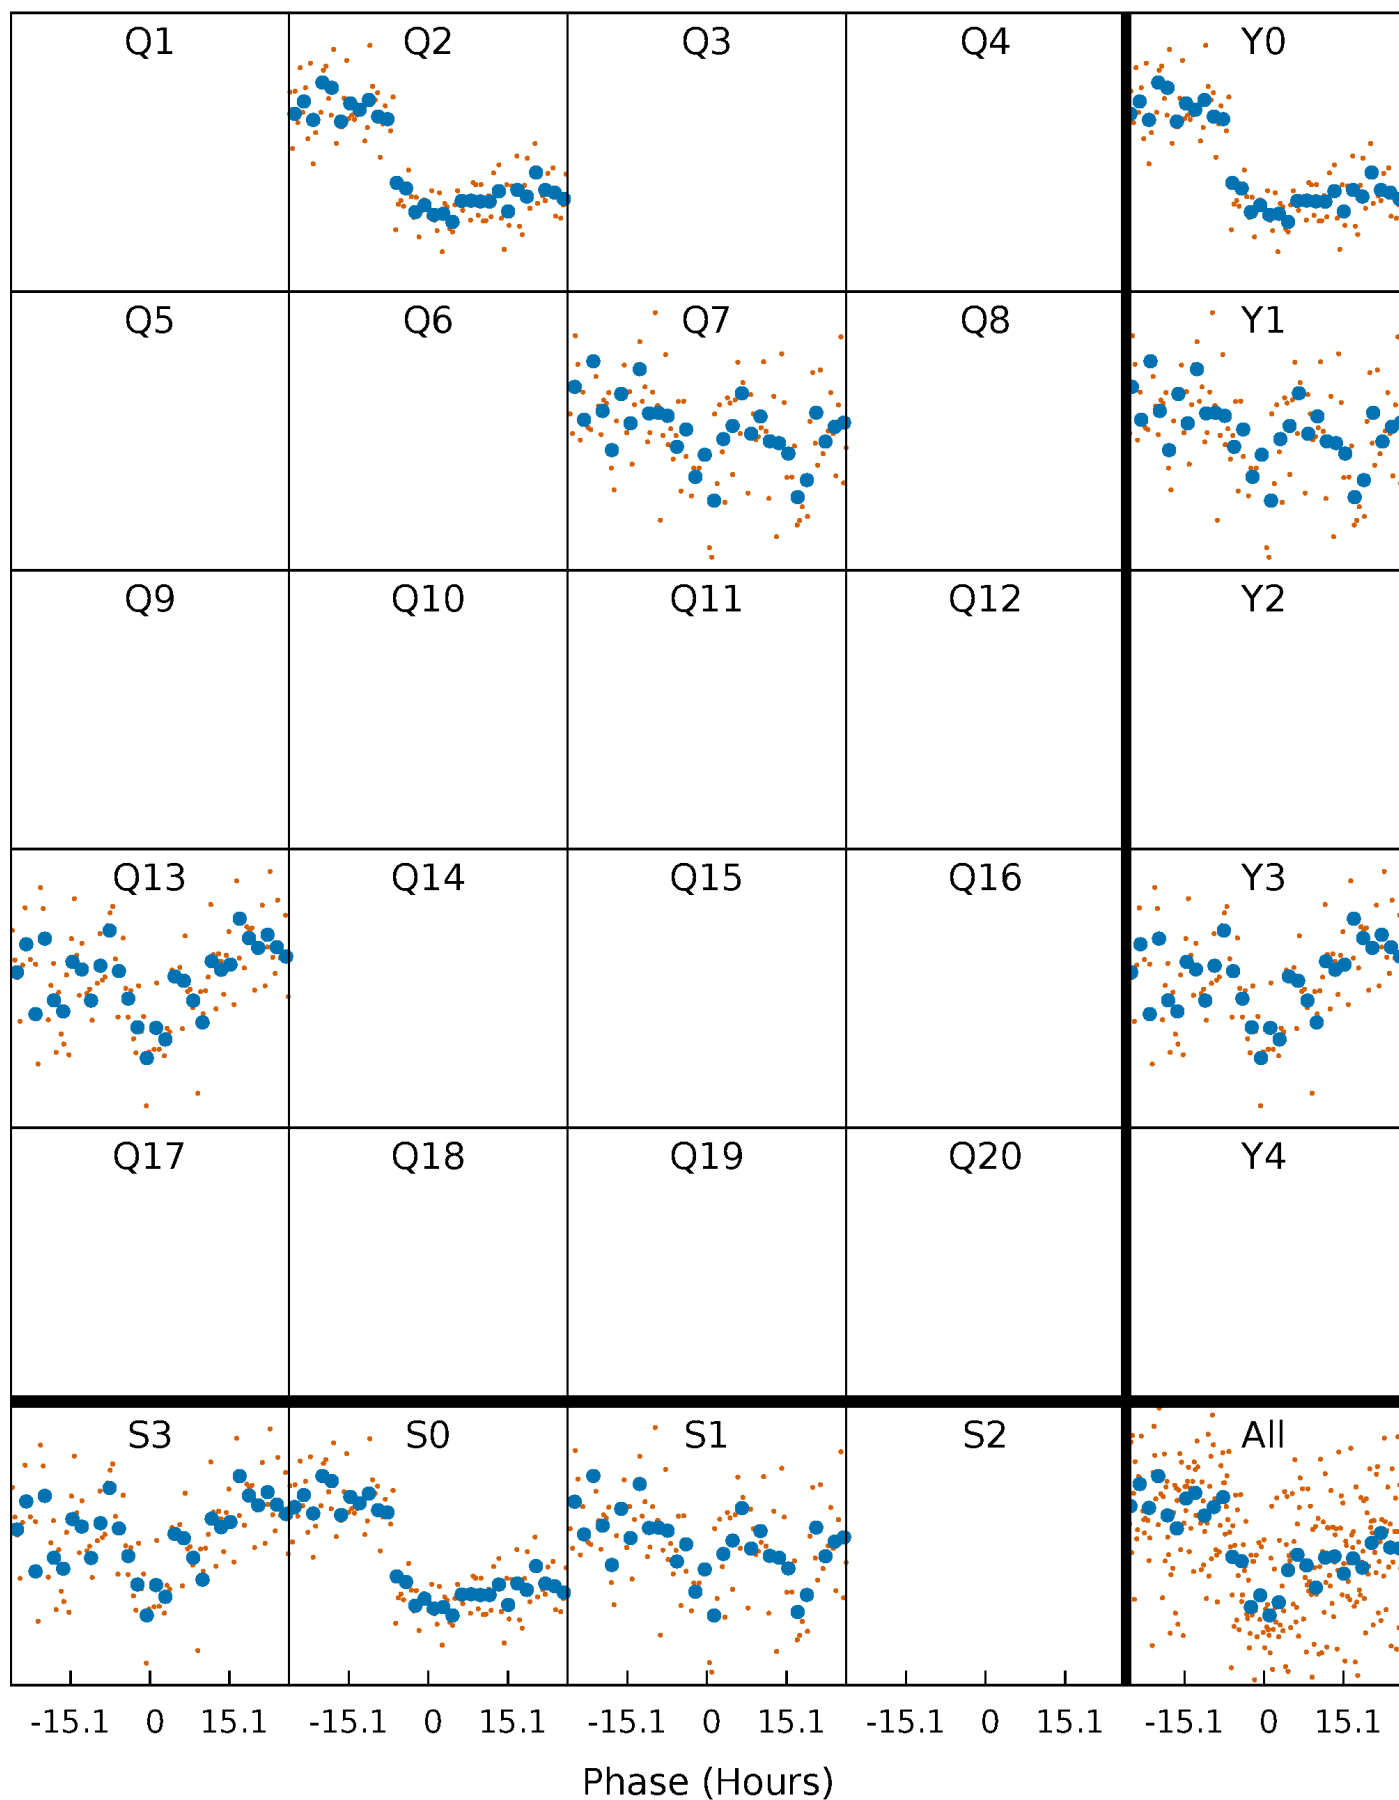 Q1 Q2 Q3 Q4 Y0
Q5 Q6 Q7 Q8 Y1
Q9 Q10 Q11 Q12 Y2
Q13 Q14 Q15 Q16 Y3
Q17 Q18 Q19 Q20 Y4
S3 S0 S1 S2 All
-15.1 0 15.1 -15.1 0 15.1 -15.1 0 15.1 -15.1 0 15.1 -15.1 0 15.1
Phase (Hours)